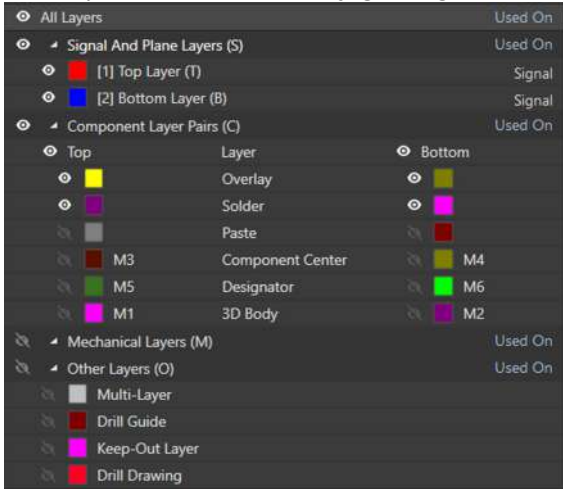 All Layers Used On
Signal And Plane Layers (S) Used On
[1] Top Layer (T) Signal
[2] Bottom Layer (B) Signal
Component Layer Pairs (C) Used On
Top Layer Bottom
Overlay
Solder
Paste
M3 Component Center M4
M5 Designator M6
M1 3D Body M2
Mechanical Layers (M) Used On
Other Layers (O) Used On
Multi-Layer
Drill Guide
Keep-Out Layer
Drill Drawing